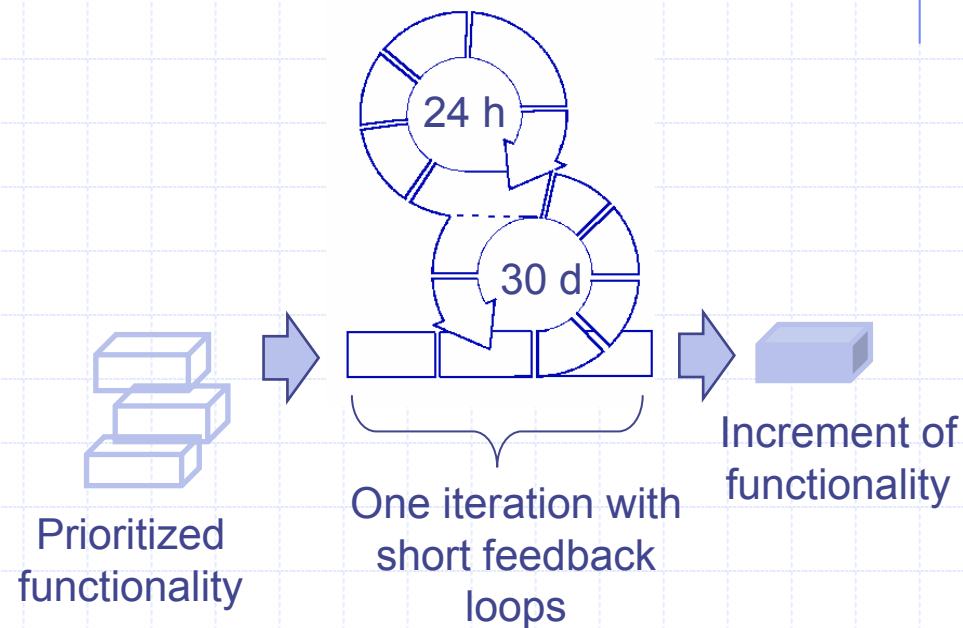 24 h
30 d
Prioritized
functionality
One iteration with
short feedback
loops
Increment of
functionality